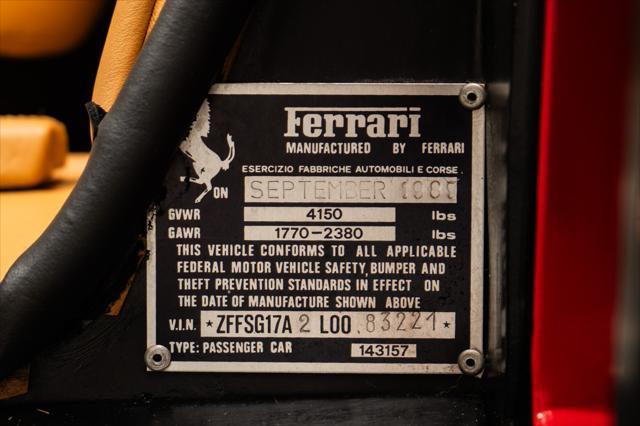 Ferrari
MANUFACTURED BY FERRARI
ESERCIZIO FABBRICHE AUTOMOBILI E CORSE
ON SEPTEMBER
GVWR 4150 lbs
GAWR 1770-2380 lbs
THIS VEHICLE CONFORMS TO ALL APPLICABLE
FEDERAL MOTOR VEHICLE SAFETY, BUMPER AND
THEFT PREVENTION STANDARDS IN EFFECT ON
THE DATE OF MANUFACTURE SHOWN ABOVE
V.I.N. *ZFFSG17A 2 L00 83221*
TYPE: PASSENGER CAR 143157